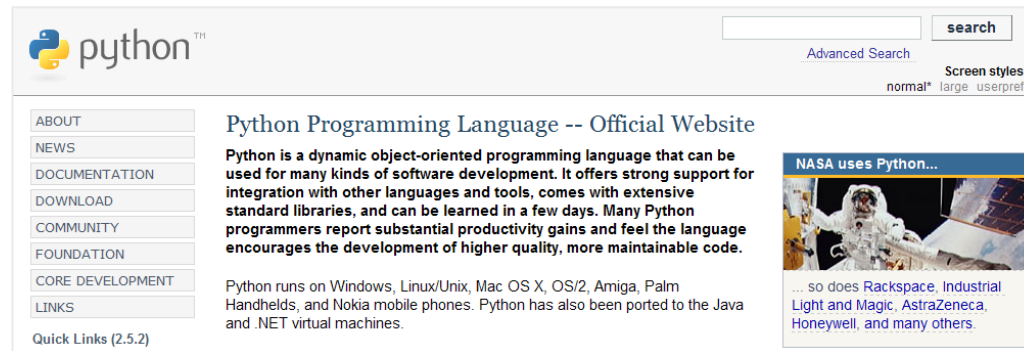 python™
search
Advanced Search
Screen styles
normal* large userpref
ABOUT
NEWS
DOCUMENTATION
DOWNLOAD
COMMUNITY
FOUNDATION
CORE DEVELOPMENT
LINKS
Quick Links (2.5.2)
Python Programming Language -- Official Website
Python is a dynamic object-oriented programming language that can be
used for many kinds of software development. It offers strong support for
integration with other languages and tools, comes with extensive
standard libraries, and can be learned in a few days. Many Python
programmers report substantial productivity gains and feel the language
encourages the development of higher quality, more maintainable code.
Python runs on Windows, Linux/Unix, Mac OS X, OS/2, Amiga, Palm
Handhelds, and Nokia mobile phones. Python has also been ported to the Java
and .NET virtual machines.
NASA uses Python...
... so does Rackspace, Industrial
Light and Magic, AstraZeneca,
Honeywell, and many others.